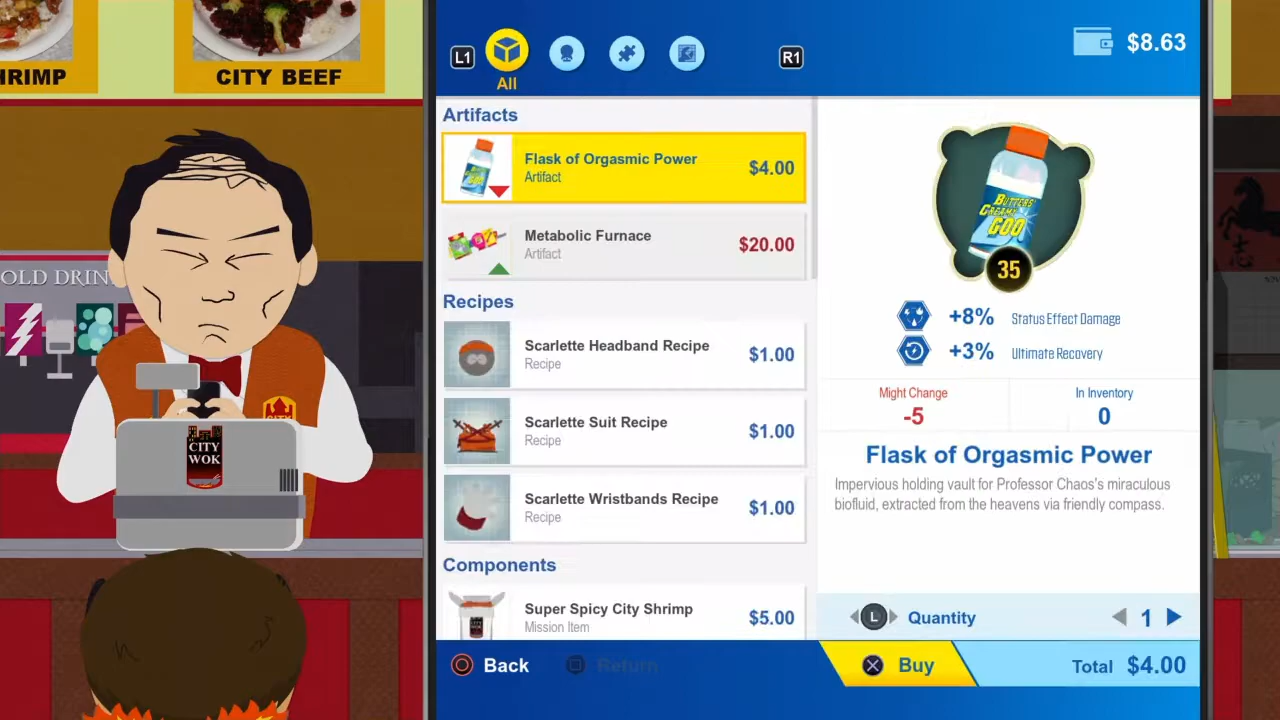 HRIMP
CITY BEEF
OLD DRIN
CITY
CITY
WOK
L1
R1
All
$8.63
Artifacts
Flask of Orgasmic Power
Artifact
$4.00
Metabolic Furnace
Artifact
$20.00
Recipes
Scarlette Headband Recipe
Recipe
$1.00
Scarlette Suit Recipe
Recipe
$1.00
Scarlette Wristbands Recipe
Recipe
$1.00
Components
Super Spicy City Shrimp
Mission Item
$5.00
Back
Return
BUTTERS'
CREAMY
GOO
35
+8% Status Effect Damage
+3% Ultimate Recovery
Might Change
-5
In Inventory
0
Flask of Orgasmic Power
Impervious holding vault for Professor Chaos's miraculous
biofluid, extracted from the heavens via friendly compass.
L Quantity
1
Buy
Total $4.00